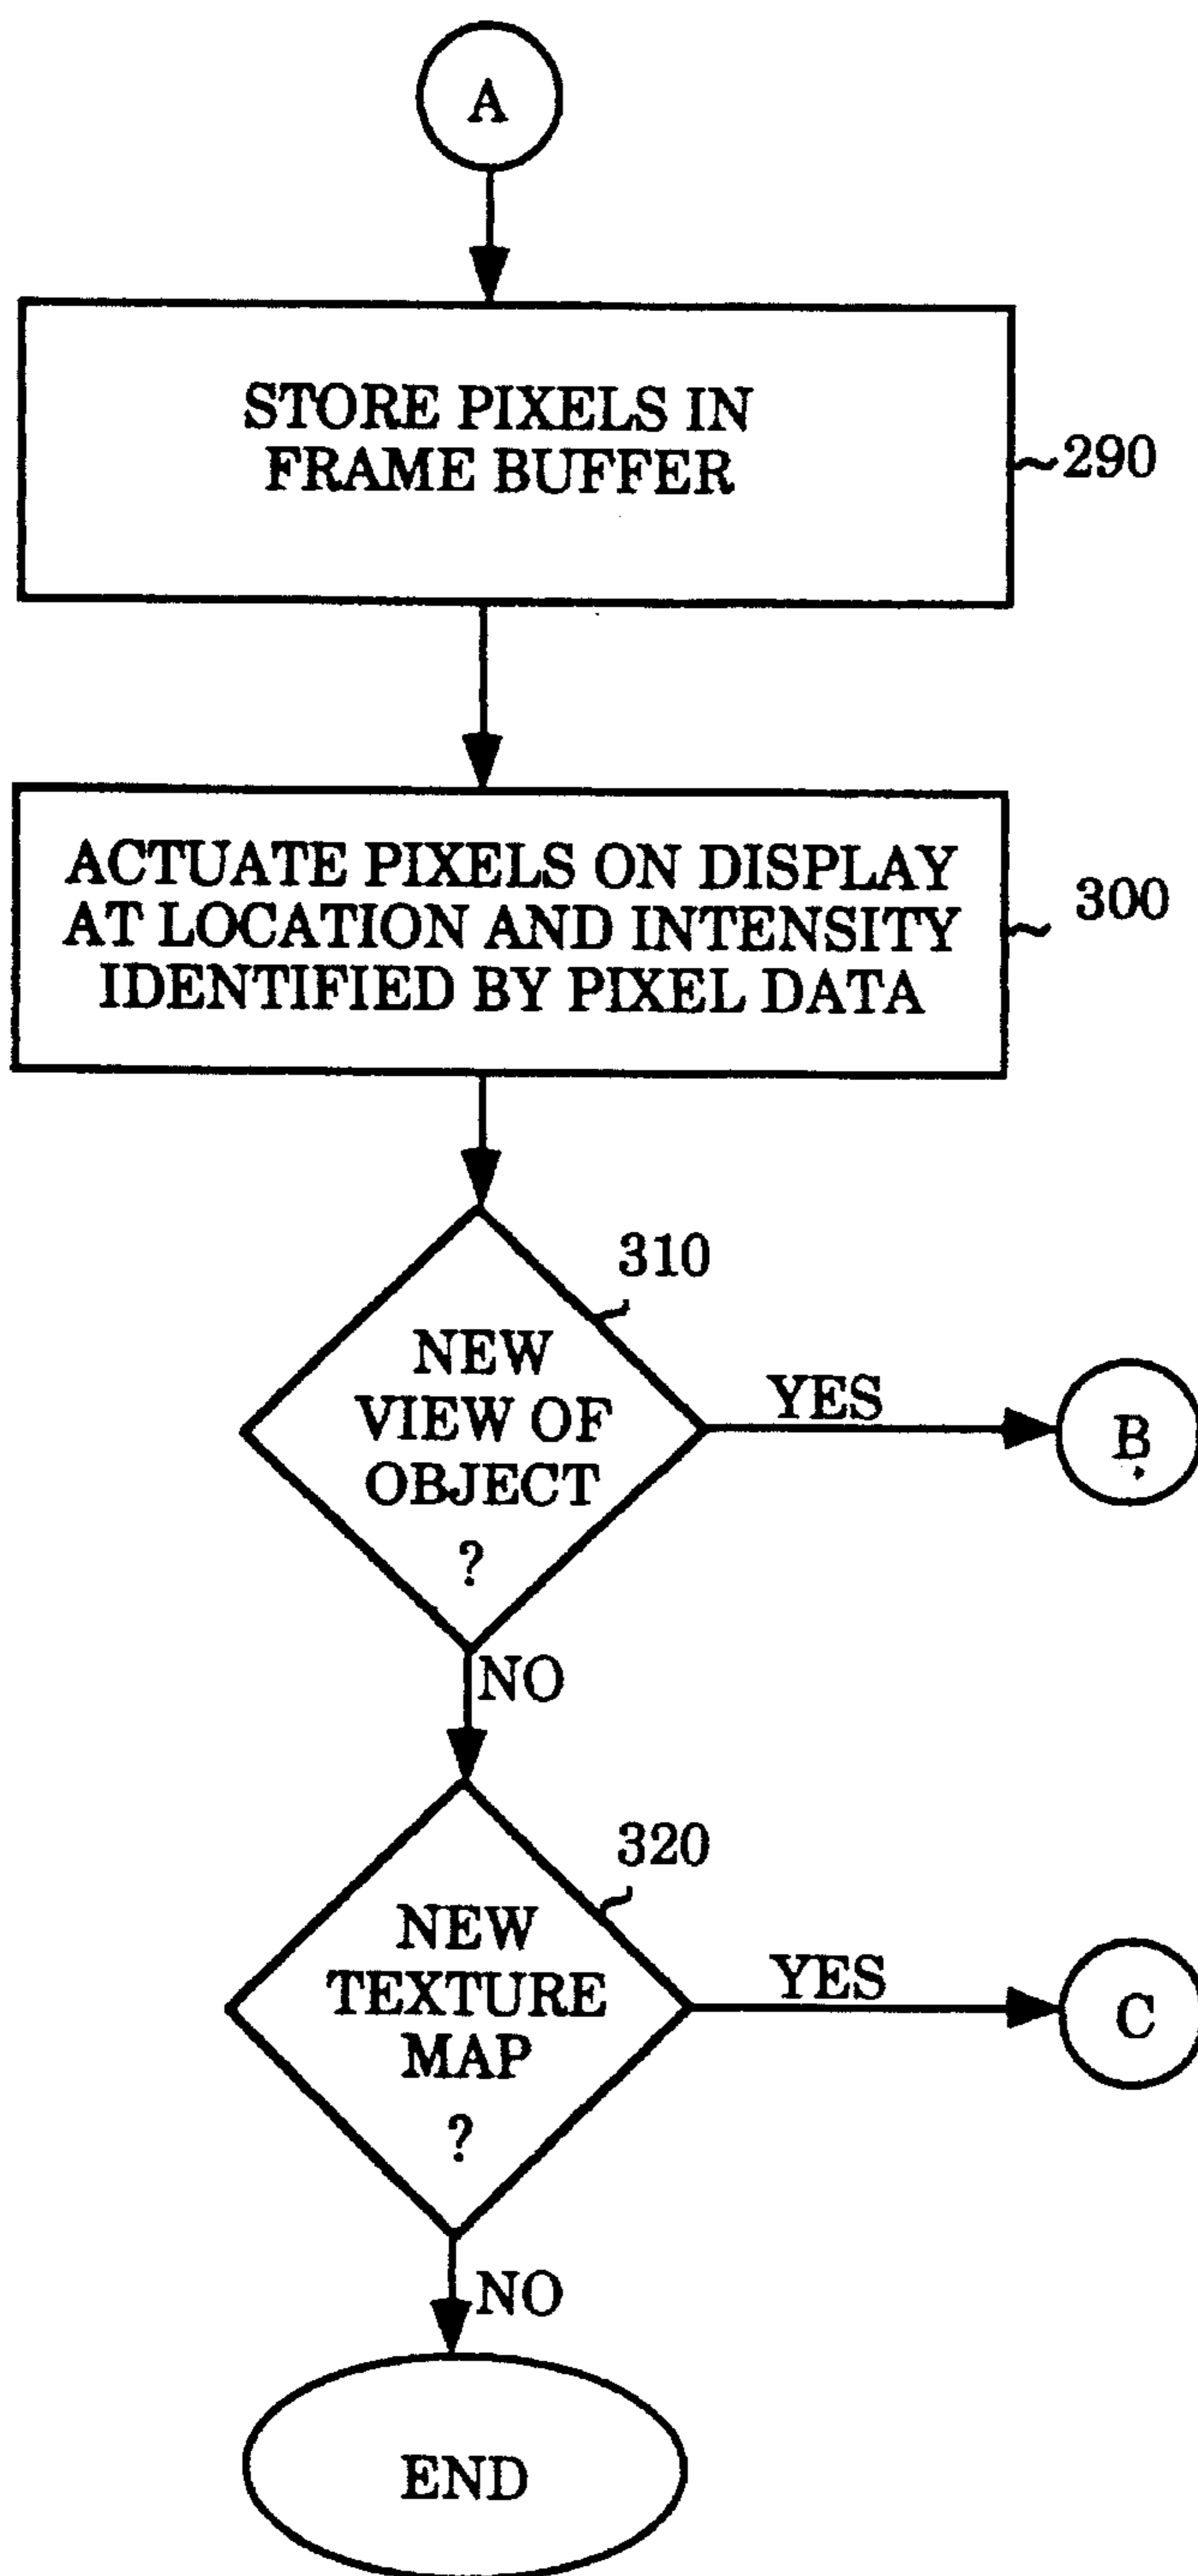 A
STORE PIXELS IN
FRAME BUFFER
290
ACTUATE PIXELS ON DISPLAY
AT LOCATION AND INTENSITY
IDENTIFIED BY PIXEL DATA
300
310
NEW
VIEW OF
OBJECT
?
YES
B
NO
320
NEW
TEXTURE
MAP
?
YES
C
NO
END